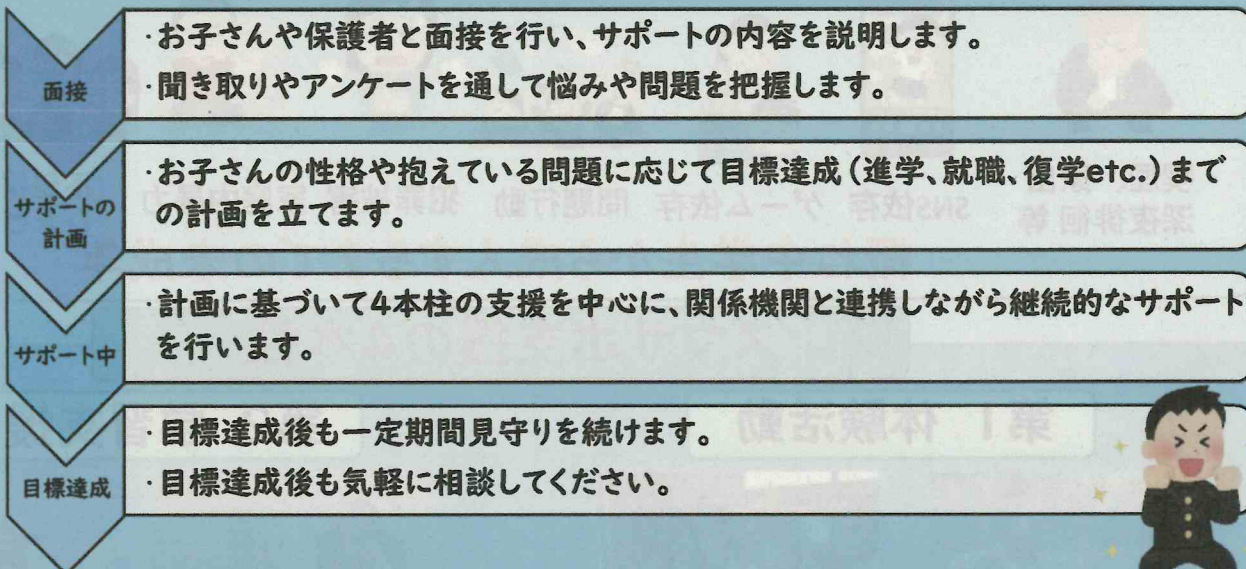 面接
・お子さんや保護者と面接を行い、サポートの内容を説明します。
・聞き取りやアンケートを通して悩みや問題を把握します。
サポートの
計画
・お子さんの性格や抱えている問題に応じて目標達成(進学、就職、復学etc.)まで
の計画を立てます。
サポート中
・計画に基づいて4本柱の支援を中心に、関係機関と連携しながら継続的なサポート
を行います。
目標達成
・目標達成後も一定期間見守りを続けます。
・目標達成後も気軽に相談してください。